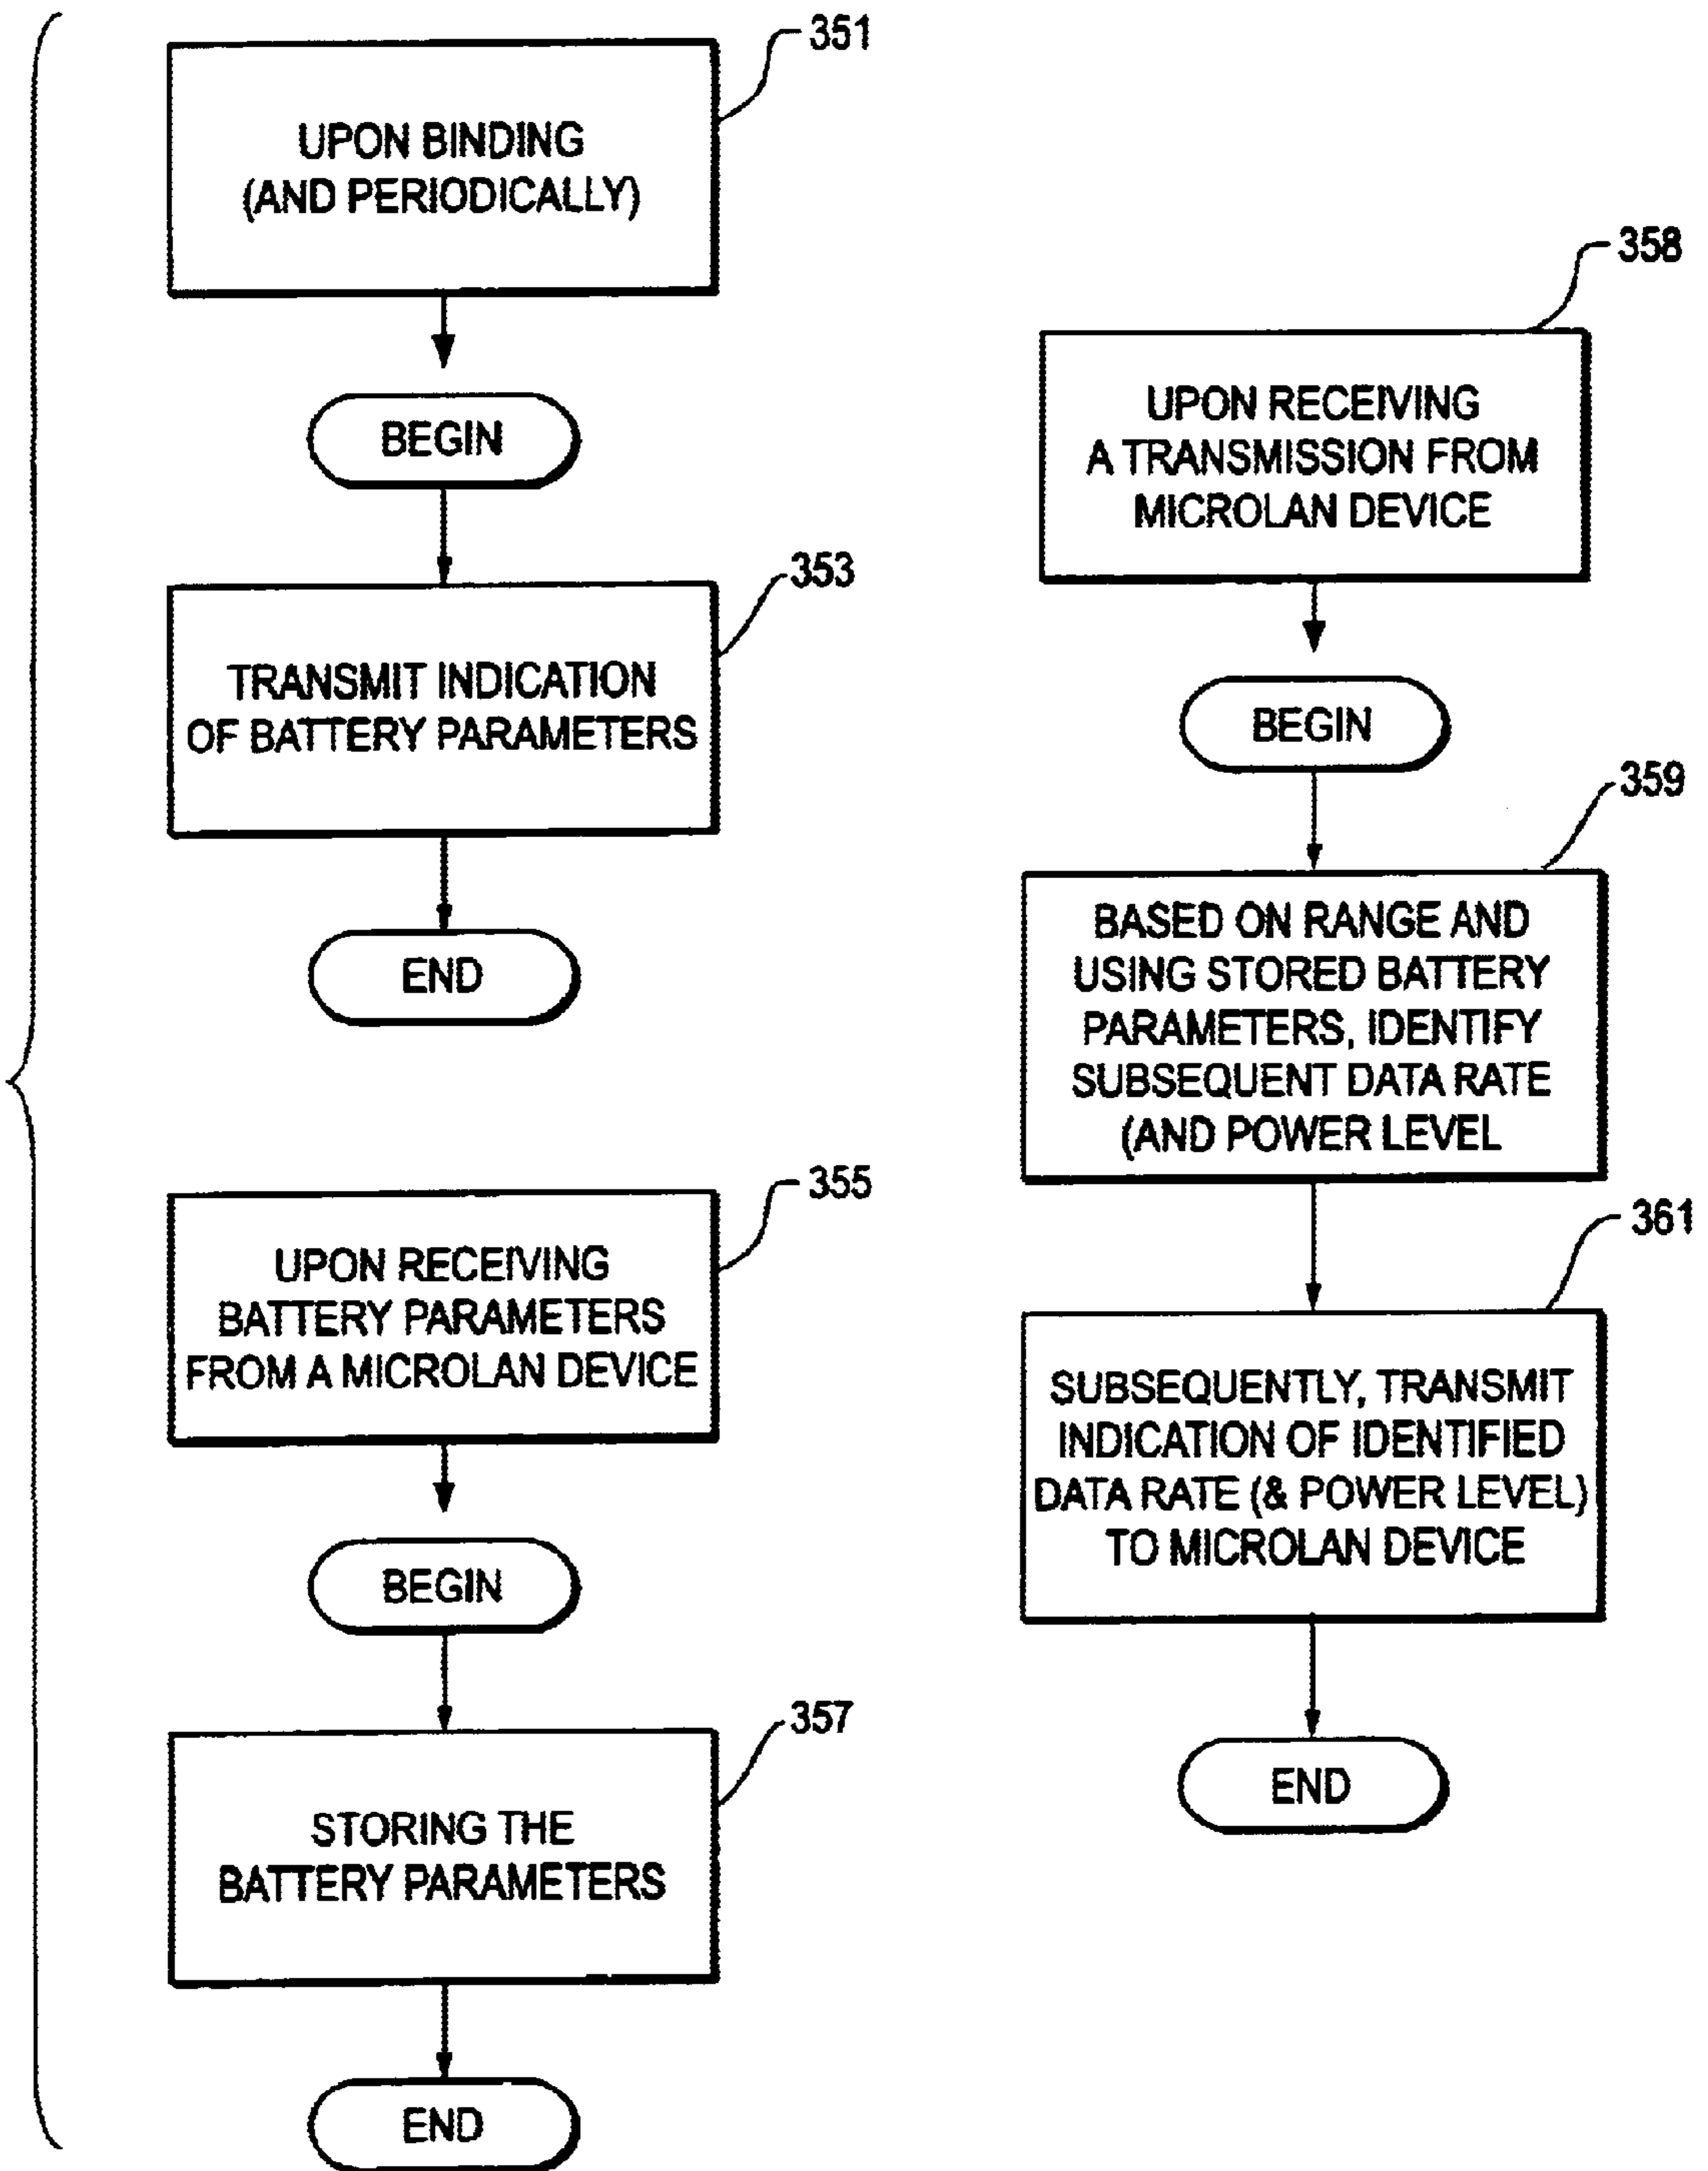 351
UPON BINDING
(AND PERIODICALLY)
BEGIN
353
TRANSMIT INDICATION
OF BATTERY PARAMETERS
END
355
UPON RECEIVING
BATTERY PARAMETERS
FROM A MICROLAN DEVICE
BEGIN
357
STORING THE
BATTERY PARAMETERS
END
358
UPON RECEIVING
A TRANSMISSION FROM
MICROLAN DEVICE
BEGIN
359
BASED ON RANGE AND
USING STORED BATTERY
PARAMETERS, IDENTIFY
SUBSEQUENT DATA RATE
(AND POWER LEVEL
361
SUBSEQUENTLY, TRANSMIT
INDICATION OF IDENTIFIED
DATA RATE (& POWER LEVEL)
TO MICROLAN DEVICE
END